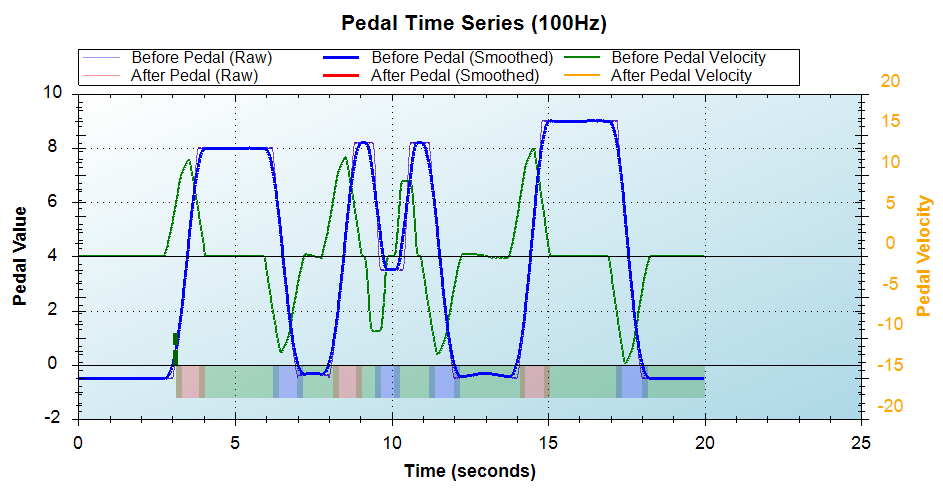 Pedal Time Series (100Hz)
Before Pedal (Raw) Before Pedal (Smoothed) Before Pedal Velocity
After Pedal (Raw) After Pedal (Smoothed) After Pedal Velocity
10
8
6
4
2
0
-2
Pedal Value
20
15
10
5
0
-5
-10
-15
-20
Pedal Velocity
0 5 10 15 20 25
Time (seconds)